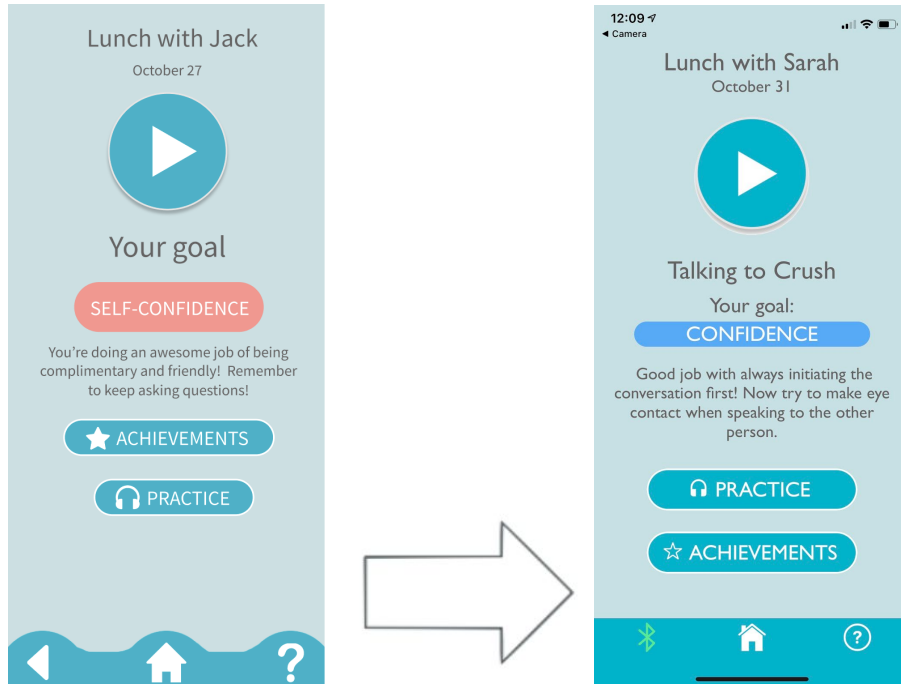 Lunch with Jack
October 27
Your goal
SELF-CONFIDENCE
You're doing an awesome job of being
complimentary and friendly! Remember
to keep asking questions!
ACHIEVEMENTS
PRACTICE
?
12:09
◄ Camera
Lunch with Sarah
October 31
Talking to Crush
Your goal:
CONFIDENCE
Good job with always initiating the
conversation first! Now try to make eye
contact when speaking to the other
person.
PRACTICE
ACHIEVEMENTS
?